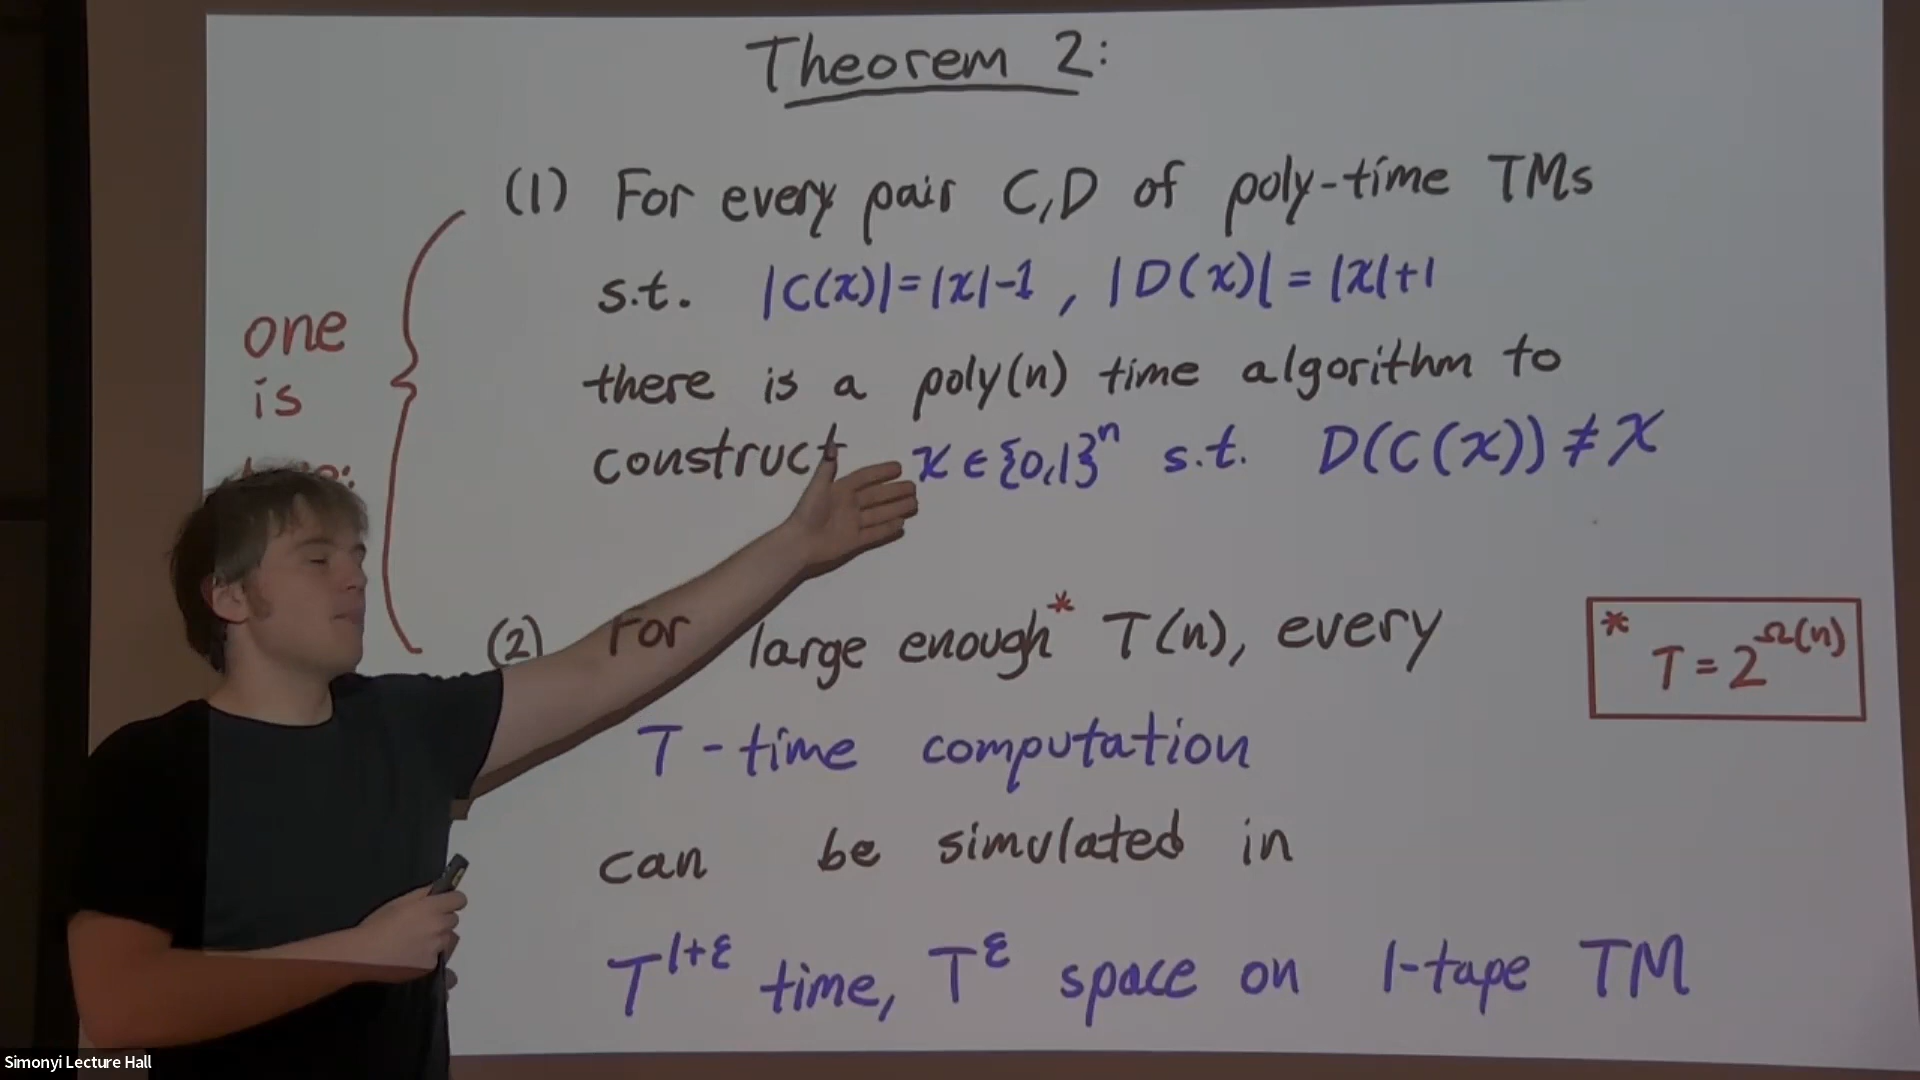 Theorem 2:
(1) For every pair C,D of poly-time TMs
s.t. |C(x)|=|x|-1, |D(x)|=|x|+1
there is a poly(n) time algorithm to
construct x∈{0,1}ⁿ s.t. D(C(x))≠x
one
is
(2) For large enough* T(n), every
* T=2^Ω(n)
T-time computation
can be simulated in
T^1+ε time, T^ε space on 1-tape TM
Simonyi Lecture Hall